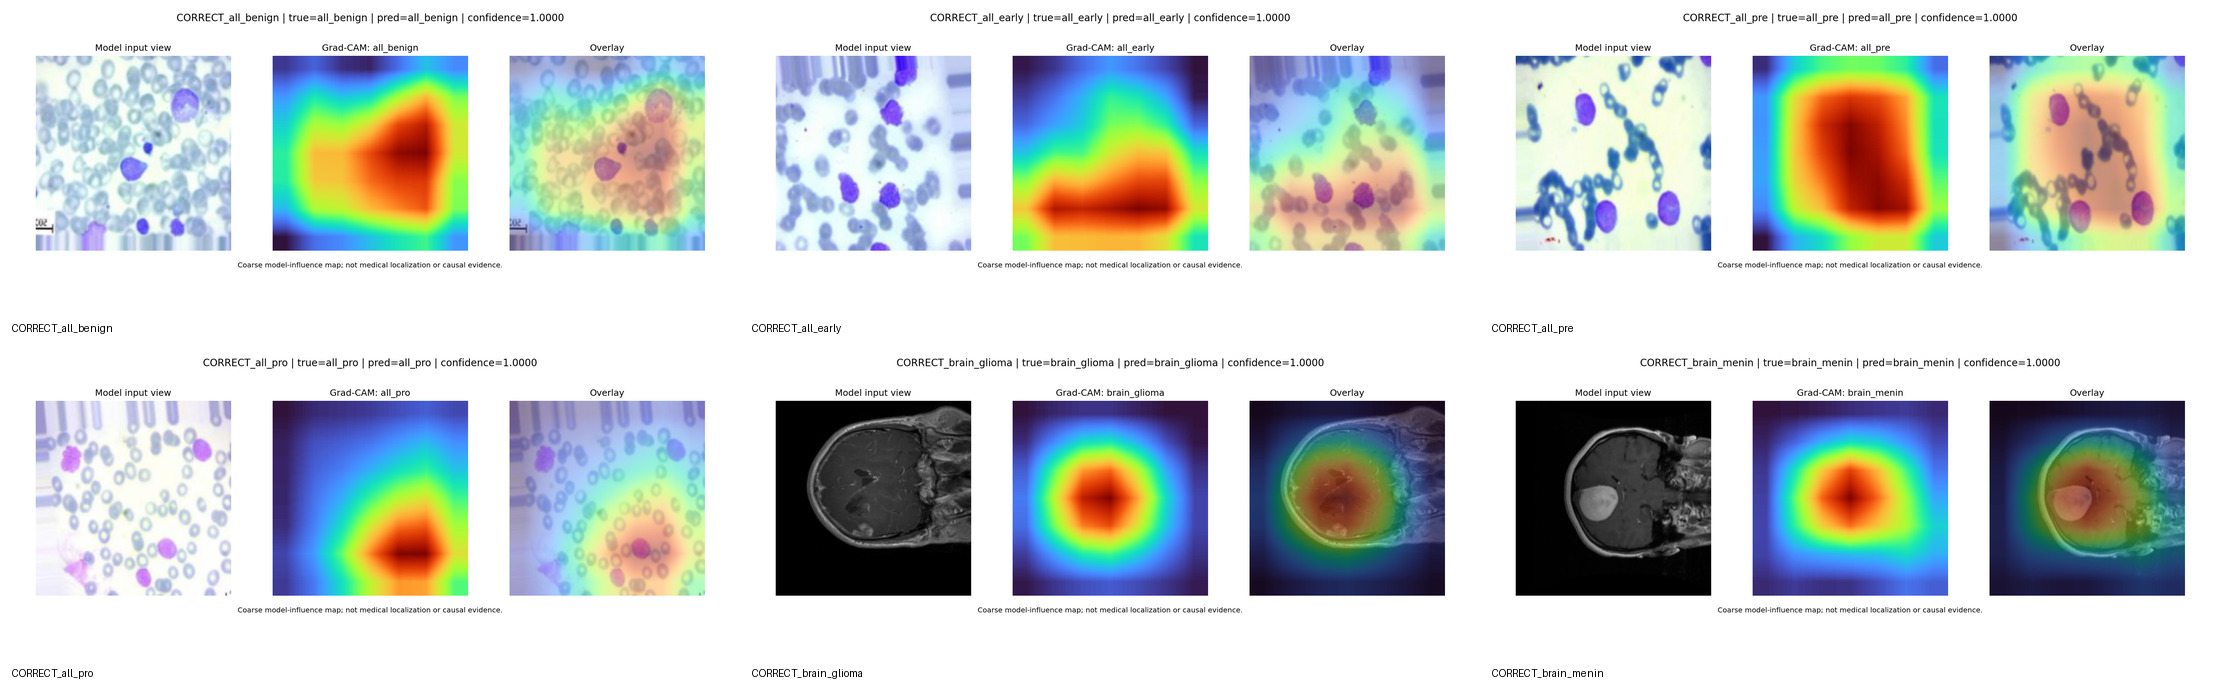 CORRECT_all_benign | true=all_benign | pred=all_benign | confidence=1.0000
Model input view
Grad-CAM: all_benign
Overlay
Coarse model-influence map; not medical localization or causal evidence.
CORRECT_all_benign
CORRECT_all_early | true=all_early | pred=all_early | confidence=1.0000
Model input view
Grad-CAM: all_early
Overlay
Coarse model-influence map; not medical localization or causal evidence.
CORRECT_all_early
CORRECT_all_pre | true=all_pre | pred=all_pre | confidence=1.0000
Model input view
Grad-CAM: all_pre
Overlay
Coarse model-influence map; not medical localization or causal evidence.
CORRECT_all_pre
CORRECT_all_pro | true=all_pro | pred=all_pro | confidence=1.0000
Model input view
Grad-CAM: all_pro
Overlay
Coarse model-influence map; not medical localization or causal evidence.
CORRECT_all_pro
CORRECT_brain_glioma | true=brain_glioma | pred=brain_glioma | confidence=1.0000
Model input view
Grad-CAM: brain_glioma
Overlay
Coarse model-influence map; not medical localization or causal evidence.
CORRECT_brain_glioma
CORRECT_brain_menin | true=brain_menin | pred=brain_menin | confidence=1.0000
Model input view
Grad-CAM: brain_menin
Overlay
Coarse model-influence map; not medical localization or causal evidence.
CORRECT_brain_menin